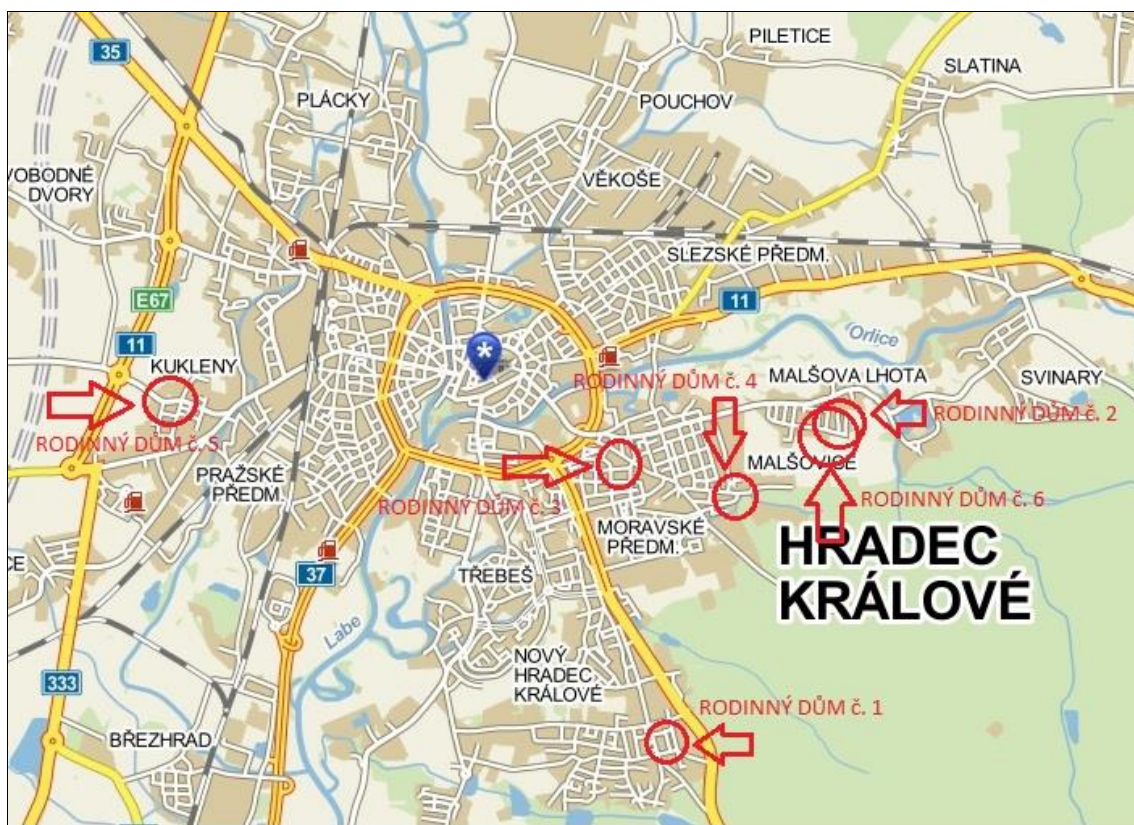 35
PILETICE
SLATINA
PLÁCKY
POUCHOV
VOBODNÉ
DVORY
VĚKOŠE
SLEZSKÉ PŘEDM.
E67
11
11
Orlice
KUKLENY
RODINNÝ DŮM č. 4
MALŠOVA LHOTA
SVINARY
RODINNÝ DŮM č. 2
RODINNÝ DŮM č. 5
MALŠOVICE
PRAŽSKÉ
PŘEDM.
RODINNÝ DŮM č. 3
RODINNÝ DŮM č. 6
MORAVSKÉ
PŘEDM.
HRADEC
KRÁLOVÉ
CE
37
TŘEBEŠ
Labe
NOVÝ
HRADEC
KRÁLOVÉ
333
RODINNÝ DŮM č. 1
BŘEZHRAD